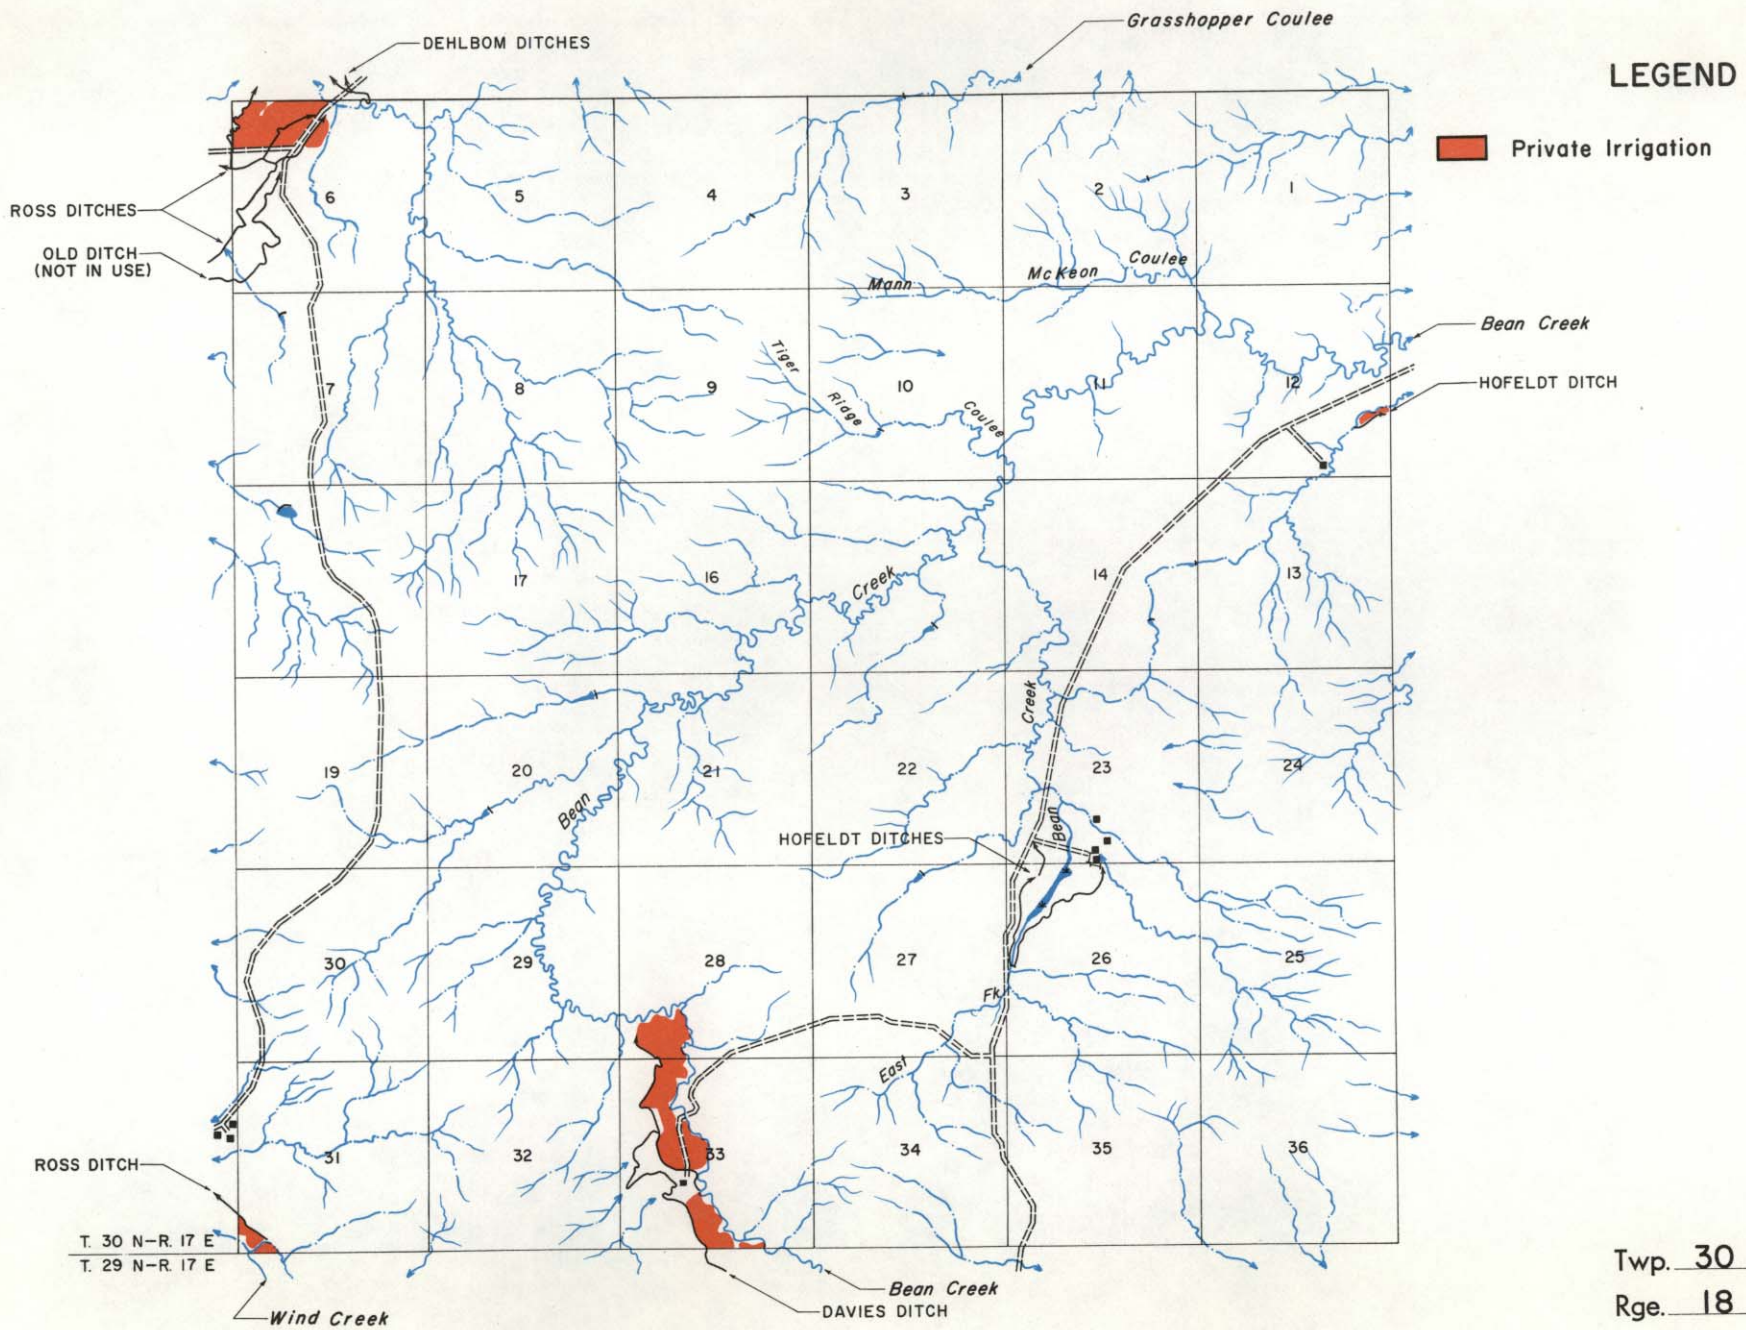 Grasshopper Coulee
DEHLBOM DITCHES
LEGEND
Private Irrigation
ROSS DITCHES
OLD DITCH
(NOT IN USE)
6
5
4
3
2
1
Mann
McKeon
Coulee
Bean Creek
HOFELDT DITCH
7
8
9
10
11
12
Tiger
Ridge
Coulee
17
16
Creek
14
13
19
20
21
22
23
24
Creek
Bean
Bean
HOFELDT DITCHES
30
29
28
27
26
25
Fk.
East
31
32
33
34
35
36
ROSS DITCH
T. 30 N-R. 17 E
T. 29 N-R. 17 E
Wind Creek
Bean Creek
DAVIES DITCH
Twp. 30
Rge. 18